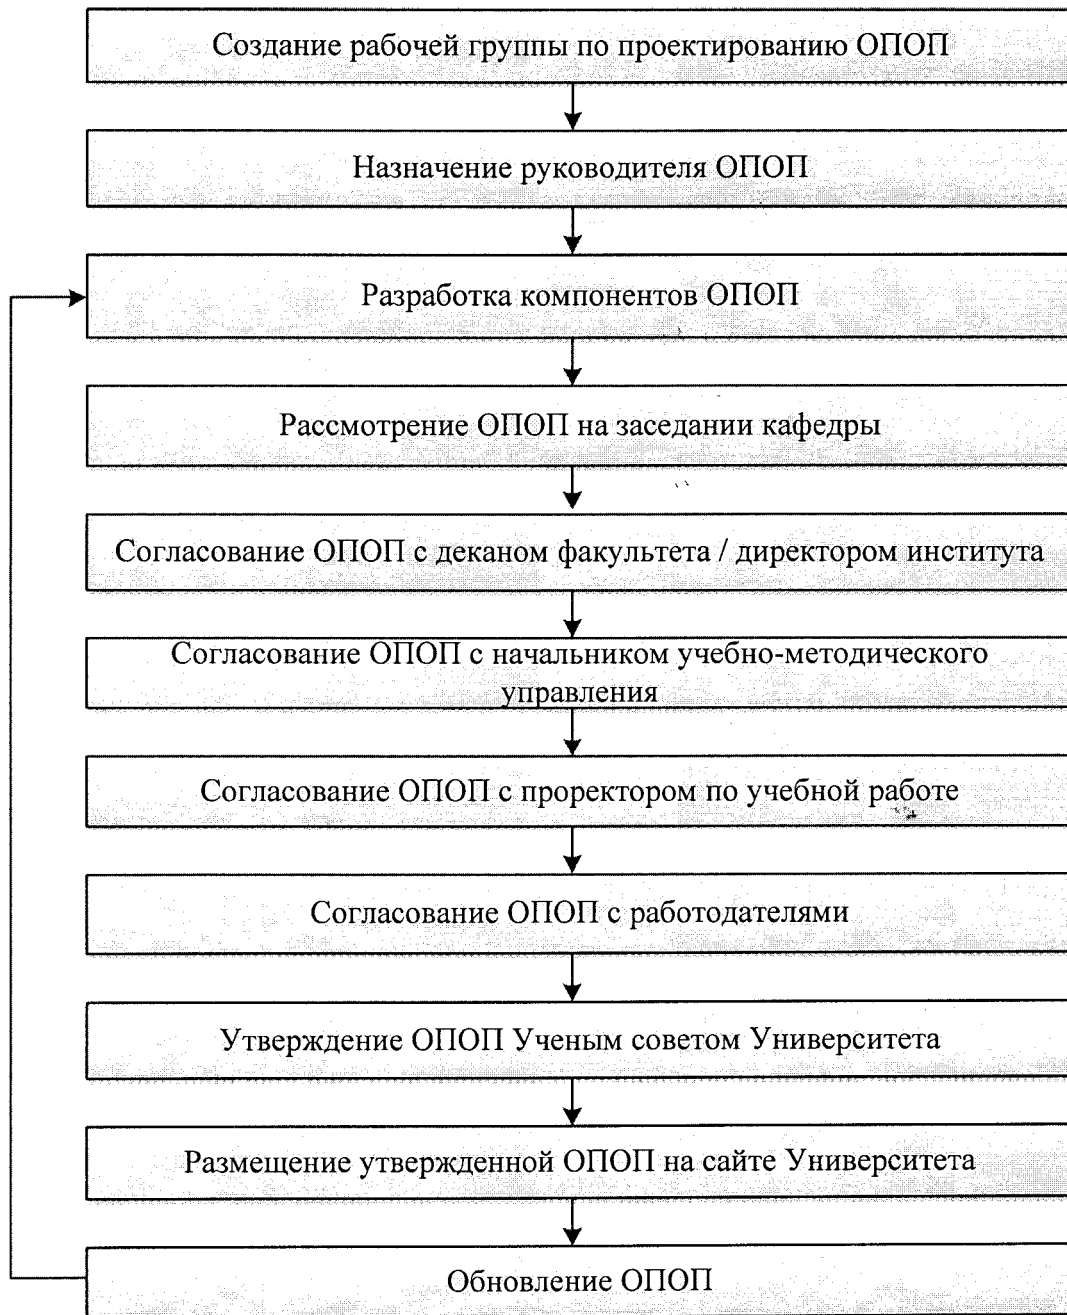 Создание рабочей группы по проектированию ОПОП
Назначение руководителя ОПОП
Разработка компонентов ОПОП
Рассмотрение ОПОП на заседании кафедры
Согласование ОПОП с деканом факультета / директором института
Согласование ОПОП с начальником учебно-методического
управления
Согласование ОПОП с проректором по учебной работе
Согласование ОПОП с работодателями
Утверждение ОПОП Ученым советом Университета
Размещение утвержденной ОПОП на сайте Университета
Обновление ОПОП